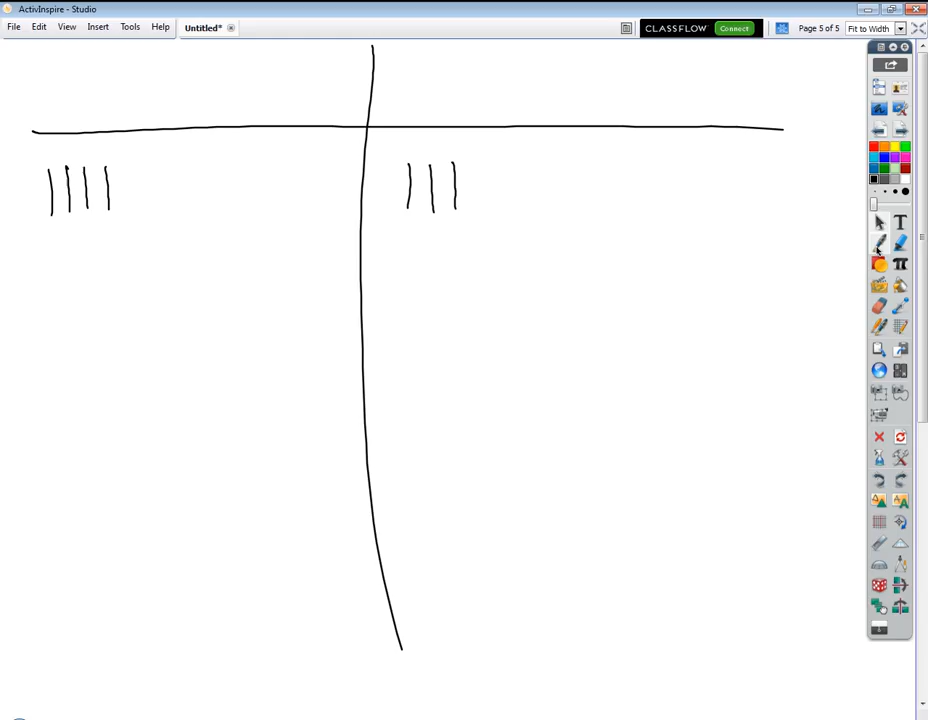 ActivInspire - Studio
File Edit View Insert Tools Help Untitled* CLASSFLOW Connect Page 5 of 5 Fit to Width
T